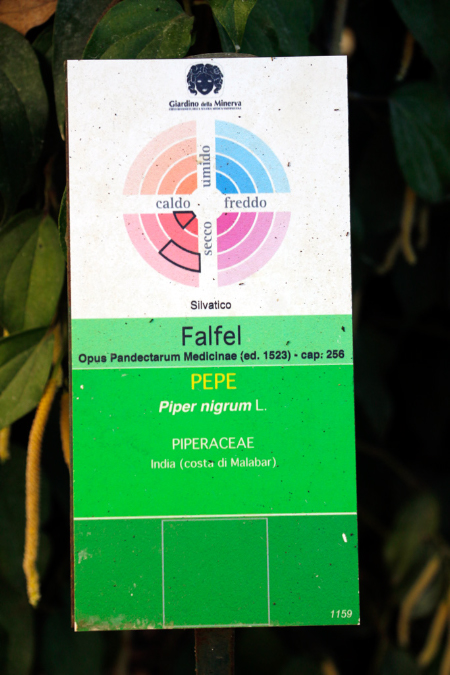 Giardino della Minerva
umido
caldo
freddo
secco
Silvatico
Falfel
Opus Pandectarum Medicinae (ed. 1523) - cap: 256
PEPE
Piper nigrum L.
PIPERACEAE
India (costa di Malabar)
1159